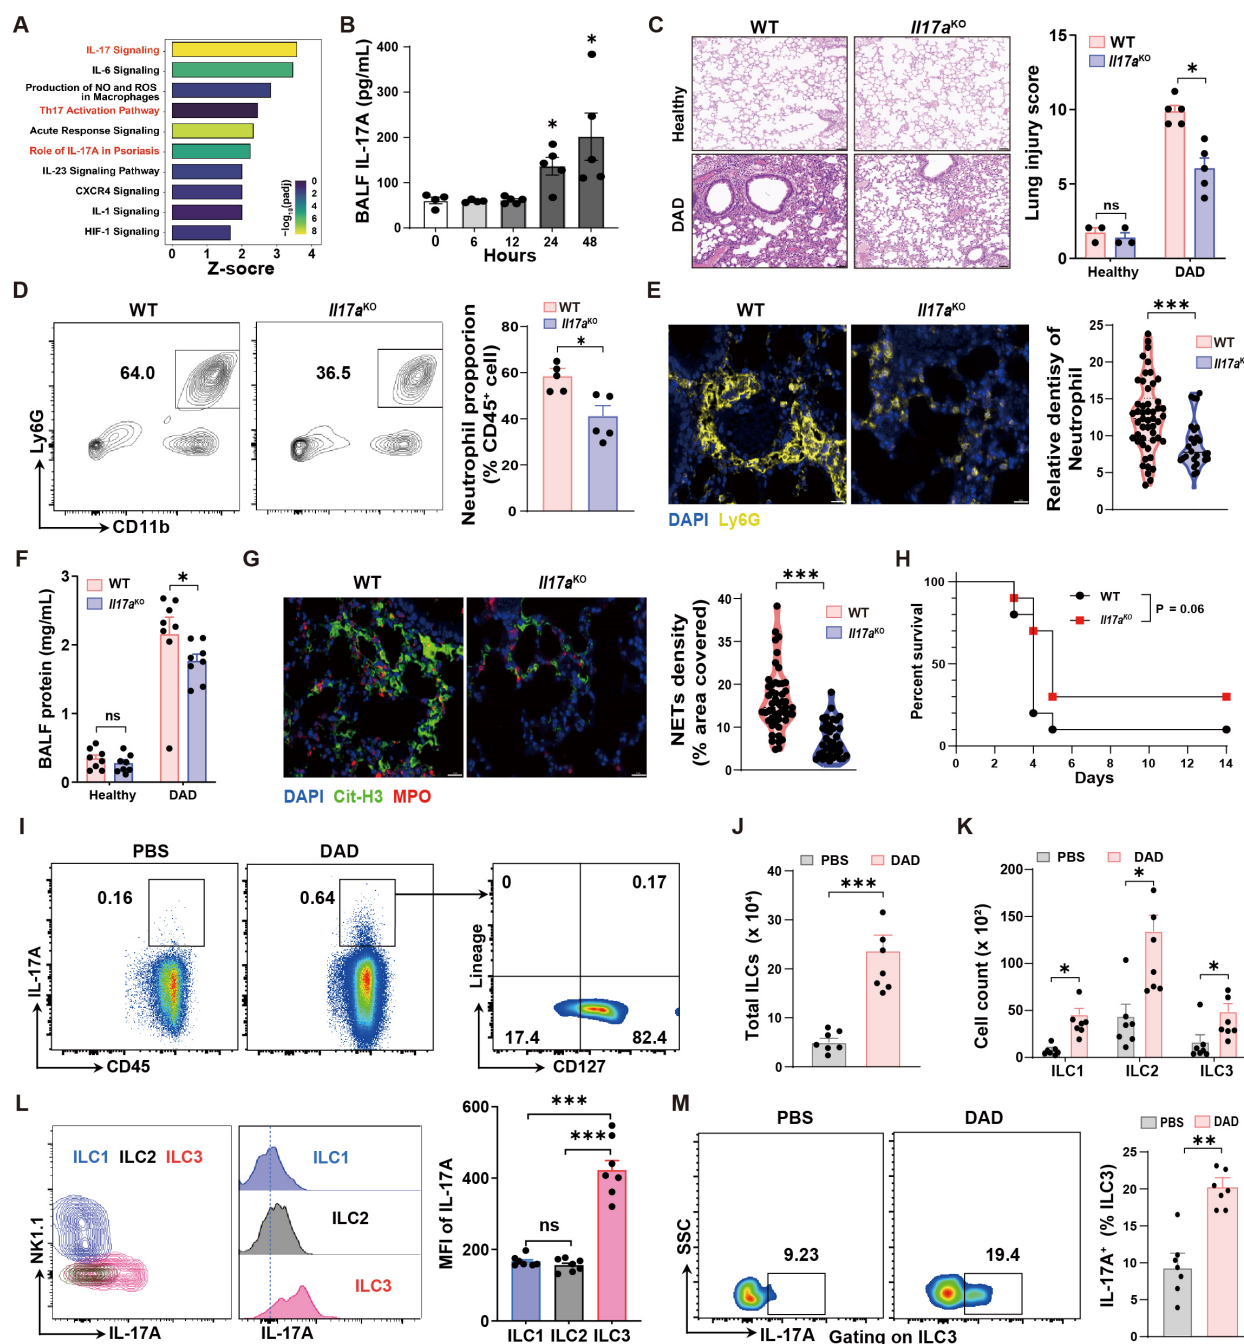 A
IL-17 Signaling
IL-6 Signaling
Production of NO and ROS
in Macrophages
Th17 Activation Pathway
Acute Response Signaling
Role of IL-17A in Psoriasis
IL-23 Signaling Pathway
CXCR4 Signaling
IL-1 Signaling
HIF-1 Signaling
0 1 2 3 4
Z-socre
−log₁₀(padj)
0
2
4
6
8
B
BALF IL-17A (pg/mL)
400
300
200
100
0
* *
0 6 12 24 48
Hours
C
WT Il17aᴷᴼ
Healthy
DAD
Lung injury score
15
10
5
0
WT
Il17aᴷᴼ
ns *
Healthy DAD
D
WT Il17aᴷᴼ
64.0 36.5
Ly6G
CD11b
Neutrophil propporion
(% CD45⁺ cell)
80
60
40
20
0
WT
Il17aᴷᴼ
*
E
WT Il17aᴷᴼ
DAPI Ly6G
Relative dentisy of
Neutrophil
25
20
15
10
5
0
***
WT
Il17aᴷ
F
BALF protein (mg/mL)
3
2
1
0
WT
Il17aᴷᴼ
ns *
Healthy DAD
G
WT Il17aᴷᴼ
DAPI Cit-H3 MPO
NETs density
(% area covered)
40
35
20
10
0
***
WT
Il17aᴷᴼ
H
Percent survival
100
50
0
WT
Il17aᴷᴼ
P = 0.06
0 2 4 6 8 10 12 14
Days
I
PBS DAD
0.16 0.64
IL-17A
CD45
0 0.17
17.4 82.4
Lineage
CD127
J
PBS DAD
Total ILCs (x 10⁴)
40
30
20
10
0
***
K
PBS DAD
Cell count (x 10²)
200
150
100
50
0
* * *
ILC1 ILC2 ILC3
L
ILC1 ILC2 ILC3
NK1.1
IL-17A
ILC1
ILC2
ILC3
IL-17A
MFI of IL-17A
600
400
200
0
***
***
ns
ILC1 ILC2 ILC3
M
PBS DAD
9.23 19.4
SSC
IL-17A Gating on ILC3
PBS DAD
IL-17A⁺ (% ILC3)
25
20
15
10
5
0
**